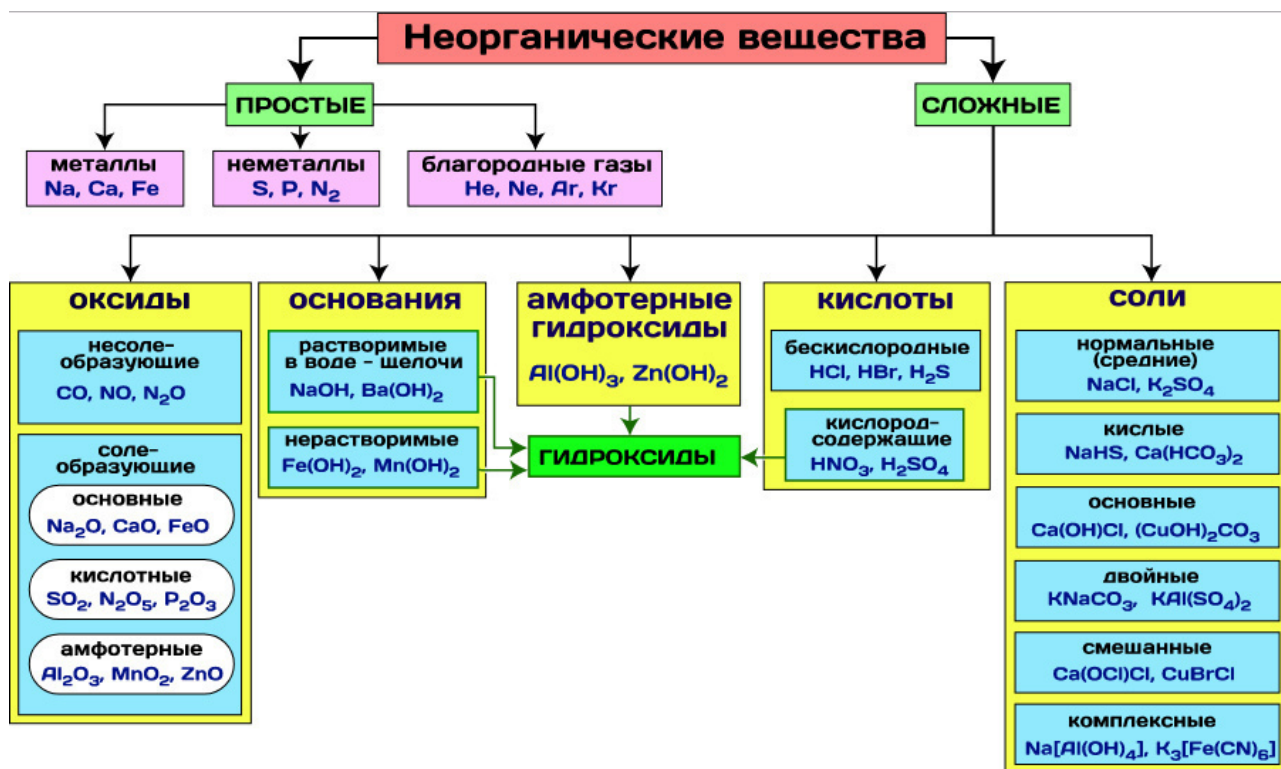 Неорганические вещества
ПРОСТЫЕ
СЛОЖНЫЕ
металлы
Na, Ca, Fe
неметаллы
S, P, N₂
благородные газы
He, Ne, Ar, Kr
оксиды
несоле-
образующие
CO, NO, N₂O
соле-
образующие
основные
Na₂O, CaO, FeO
кислотные
SO₂, N₂O₅, P₂O₃
амфотерные
Al₂O₃, MnO₂, ZnO
основания
растворимые
в воде - щелочи
NaOH, Ba(OH)₂
нерастворимые
Fe(OH)₂, Mn(OH)₂
амфотерные
гидроксиды
Al(OH)₃, Zn(OH)₂
ГИДРОКСИДЫ
кислоты
бескислородные
HCl, HBr, H₂S
кислород-
содержащие
HNO₃, H₂SO₄
соли
нормальные
(средние)
NaCl, K₂SO₄
кислые
NaHS, Ca(HCO₃)₂
основные
Ca(OH)Cl, (CuOH)₂CO₃
двойные
KNaCO₃, KAl(SO₄)₂
смешанные
Ca(OCl)Cl, CuBrCl
комплексные
Na[Al(OH)₄], K₃[Fe(CN)₆]